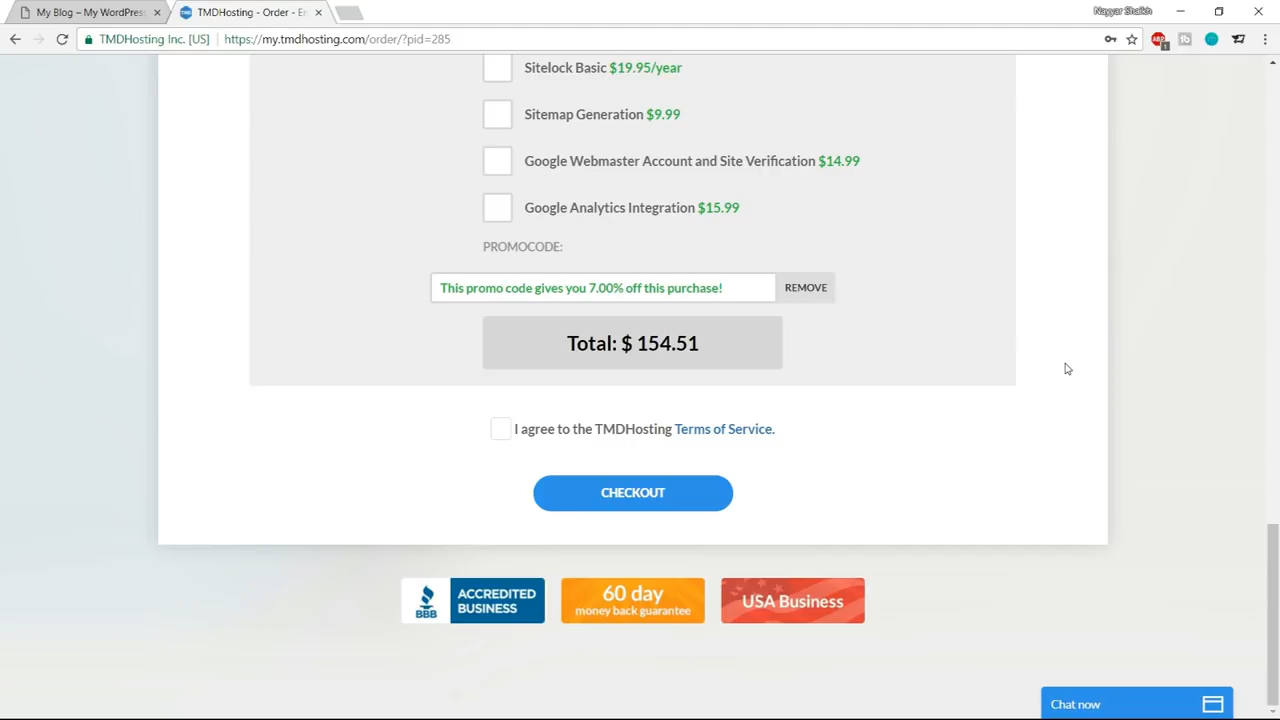 My Blog – My WordPress
TMDHosting - Order - En
Nayyar Shaikh
TMDHosting Inc. [US]
https://my.tmdhosting.com/order/?pid=285
Sitelock Basic $19.95/year
Sitemap Generation $9.99
Google Webmaster Account and Site Verification $14.99
Google Analytics Integration $15.99
PROMOCODE:
This promo code gives you 7.00% off this purchase!
REMOVE
Total: $ 154.51
I agree to the TMDHosting Terms of Service.
CHECKOUT
BBB
ACCREDITED
BUSINESS
60 day
money back guarantee
USA Business
Chat now